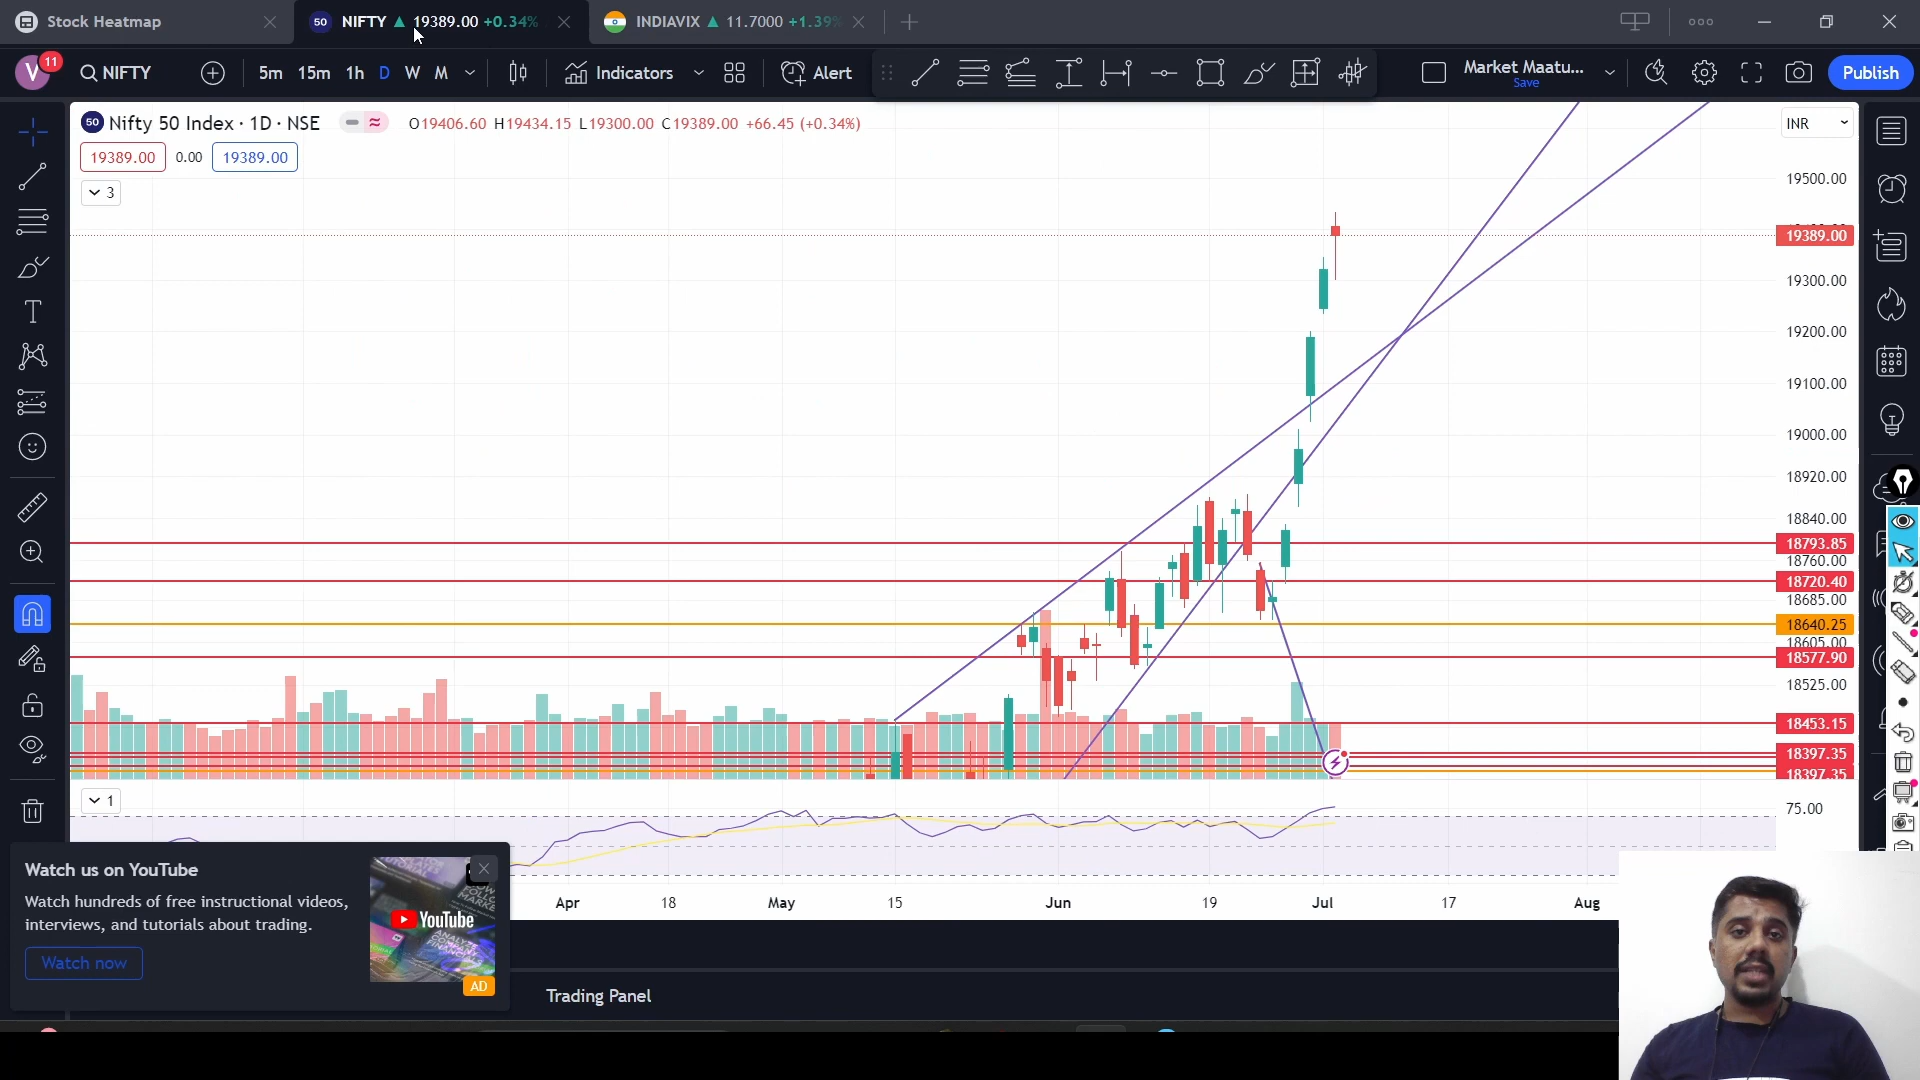 Stock Heatmap
50 NIFTY ▲ 19389.00 +0.34%
INDIAVIX ▲ 11.7000 +1.39%
V 11
NIFTY
5m 15m 1h D W M
Indicators
Alert
Market Maatu...
Save
Publish
50 Nifty 50 Index · 1D · NSE
O19406.60 H19434.15 L19300.00 C19389.00 +66.45 (+0.34%)
INR
19389.00 0.00 19389.00
3
19500.00
19389.00
19300.00
19200.00
19100.00
19000.00
18920.00
18840.00
18793.85
18760.00
18720.40
18685.00
18640.25
18605.00
18577.90
18525.00
18453.15
18397.35
18397.35
1
75.00
Watch us on YouTube
Watch hundreds of free instructional videos,
interviews, and tutorials about trading.
Watch now
YouTube
AD
Apr 18 May 15 Jun 19 Jul 17 Aug
Trading Panel